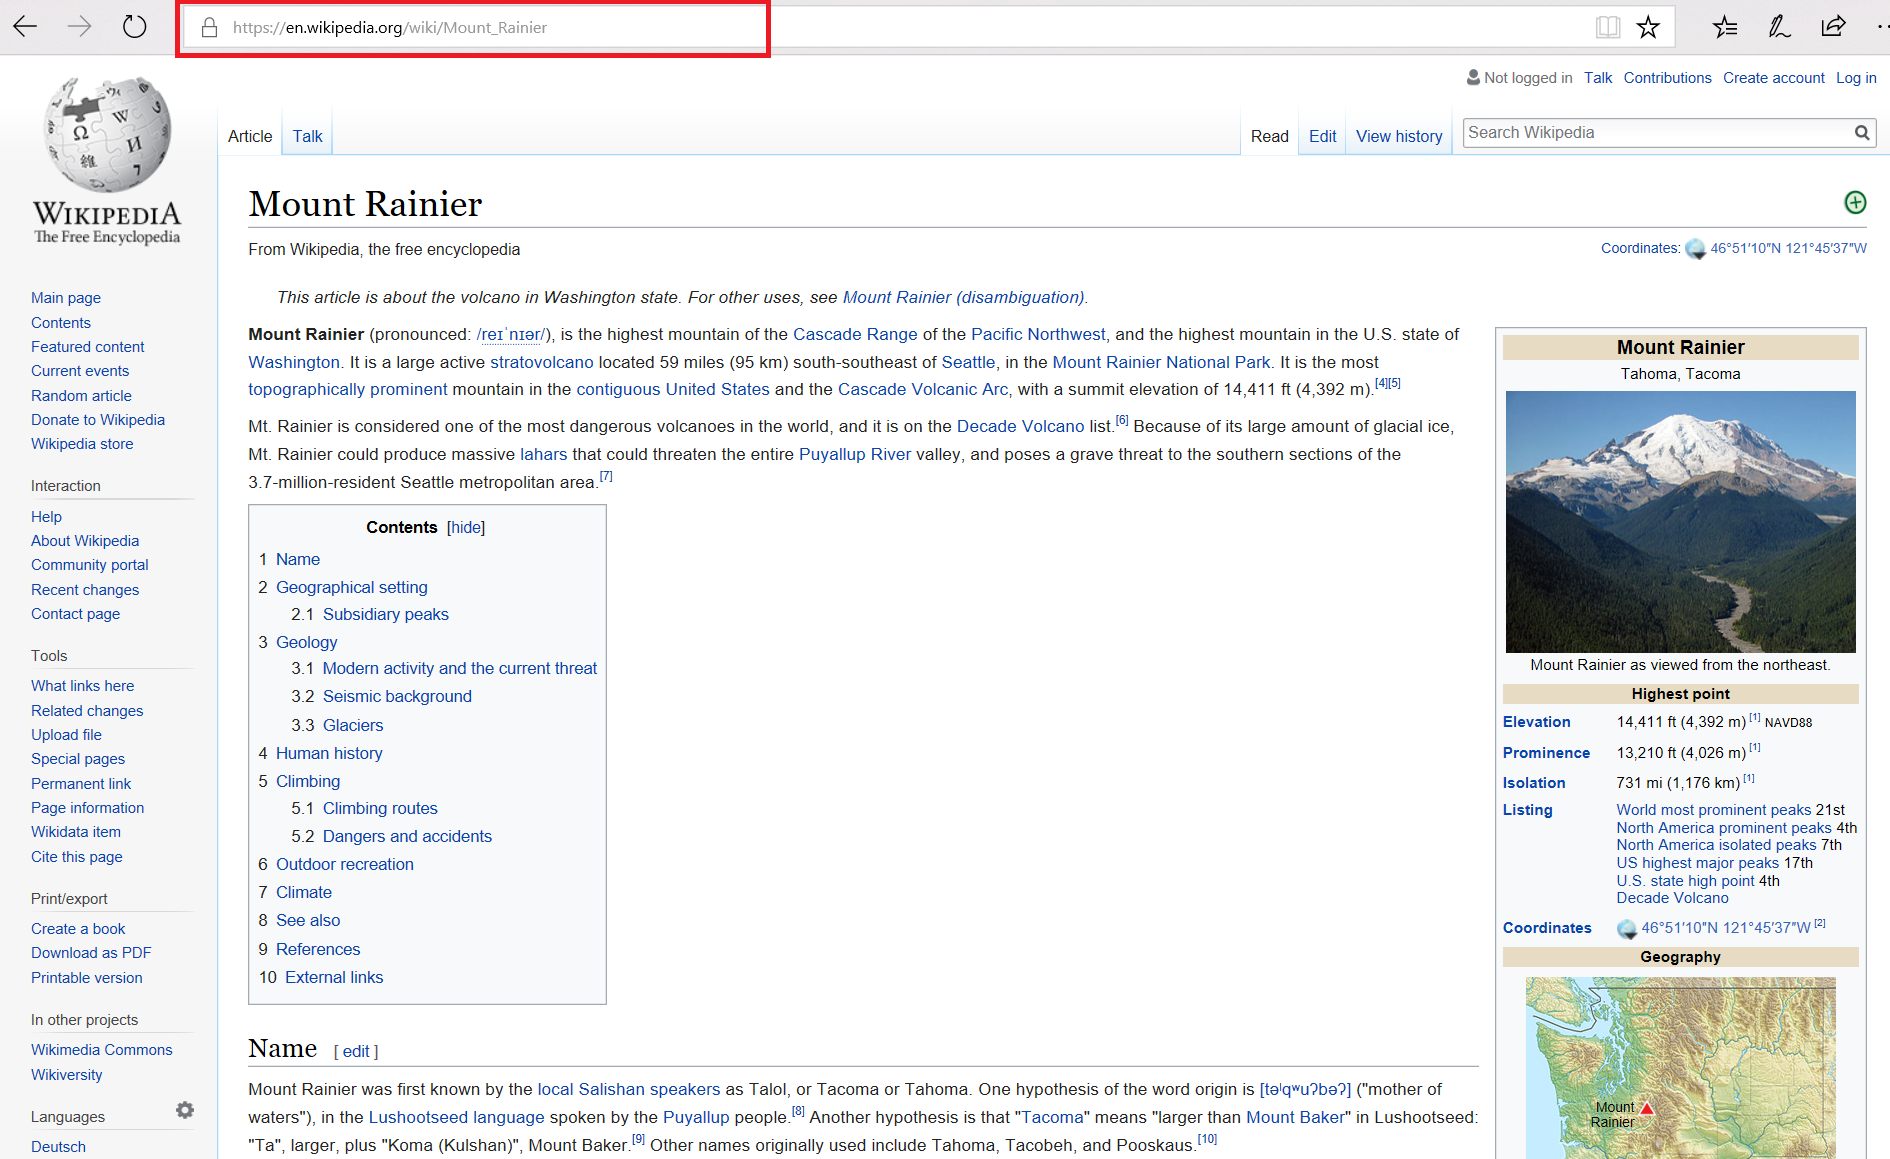 https://en.wikipedia.org/wiki/Mount_Rainier
Not logged in Talk Contributions Create account Log in
Article Talk Read Edit View history Search Wikipedia
WIKIPEDIA
The Free Encyclopedia
Main page
Contents
Featured content
Current events
Random article
Donate to Wikipedia
Wikipedia store
Interaction
Help
About Wikipedia
Community portal
Recent changes
Contact page
Tools
What links here
Related changes
Upload file
Special pages
Permanent link
Page information
Wikidata item
Cite this page
Print/export
Create a book
Download as PDF
Printable version
In other projects
Wikimedia Commons
Wikiversity
Languages
Deutsch
Mount Rainier
From Wikipedia, the free encyclopedia
Coordinates: 46°51′10″N 121°45′37″W
This article is about the volcano in Washington state. For other uses, see Mount Rainier (disambiguation).
Mount Rainier (pronounced: /reɪˈnɪər/), is the highest mountain of the Cascade Range of the Pacific Northwest, and the highest mountain in the U.S. state of
Washington. It is a large active stratovolcano located 59 miles (95 km) south-southeast of Seattle, in the Mount Rainier National Park. It is the most
topographically prominent mountain in the contiguous United States and the Cascade Volcanic Arc, with a summit elevation of 14,411 ft (4,392 m).[4][5]
Mt. Rainier is considered one of the most dangerous volcanoes in the world, and it is on the Decade Volcano list.[6] Because of its large amount of glacial ice,
Mt. Rainier could produce massive lahars that could threaten the entire Puyallup River valley, and poses a grave threat to the southern sections of the
3.7-million-resident Seattle metropolitan area.[7]
Contents [hide]
1 Name
2 Geographical setting
2.1 Subsidiary peaks
3 Geology
3.1 Modern activity and the current threat
3.2 Seismic background
3.3 Glaciers
4 Human history
5 Climbing
5.1 Climbing routes
5.2 Dangers and accidents
6 Outdoor recreation
7 Climate
8 See also
9 References
10 External links
Name [ edit ]
Mount Rainier was first known by the local Salishan speakers as Talol, or Tacoma or Tahoma. One hypothesis of the word origin is [təˈqʷuʔbəʔ] ("mother of
waters"), in the Lushootseed language spoken by the Puyallup people.[8] Another hypothesis is that "Tacoma" means "larger than Mount Baker" in Lushootseed:
"Ta", larger, plus "Koma (Kulshan)", Mount Baker.[9] Other names originally used include Tahoma, Tacobeh, and Pooskaus.[10]
Mount Rainier
Tahoma, Tacoma
Mount Rainier as viewed from the northeast.
Highest point
Elevation 14,411 ft (4,392 m)[1] NAVD88
Prominence 13,210 ft (4,026 m)[1]
Isolation 731 mi (1,176 km)[1]
Listing World most prominent peaks 21st
North America prominent peaks 4th
North America isolated peaks 7th
US highest major peaks 17th
U.S. state high point 4th
Decade Volcano
Coordinates 46°51′10″N 121°45′37″W[2]
Geography
Mount
Rainier